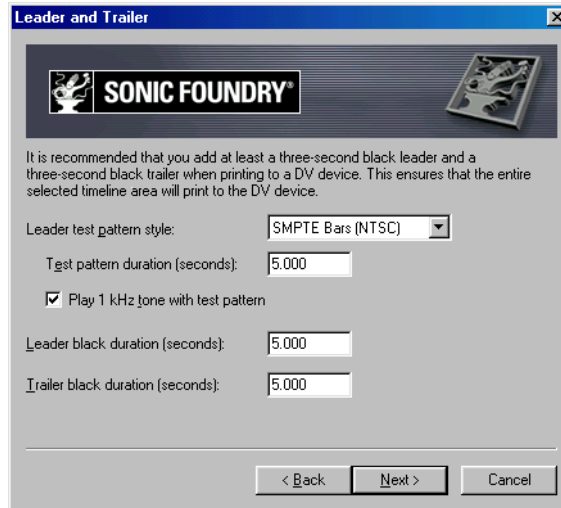 Leader and Trailer
SONIC FOUNDRY®
It is recommended that you add at least a three-second black leader and a
three-second black trailer when printing to a DV device. This ensures that the entire
selected timeline area will print to the DV device.
Leader test pattern style: SMPTE Bars (NTSC)
Test pattern duration (seconds): 5.000
Play 1 kHz tone with test pattern
Leader black duration (seconds): 5.000
Trailer black duration (seconds): 5.000
< Back Next > Cancel